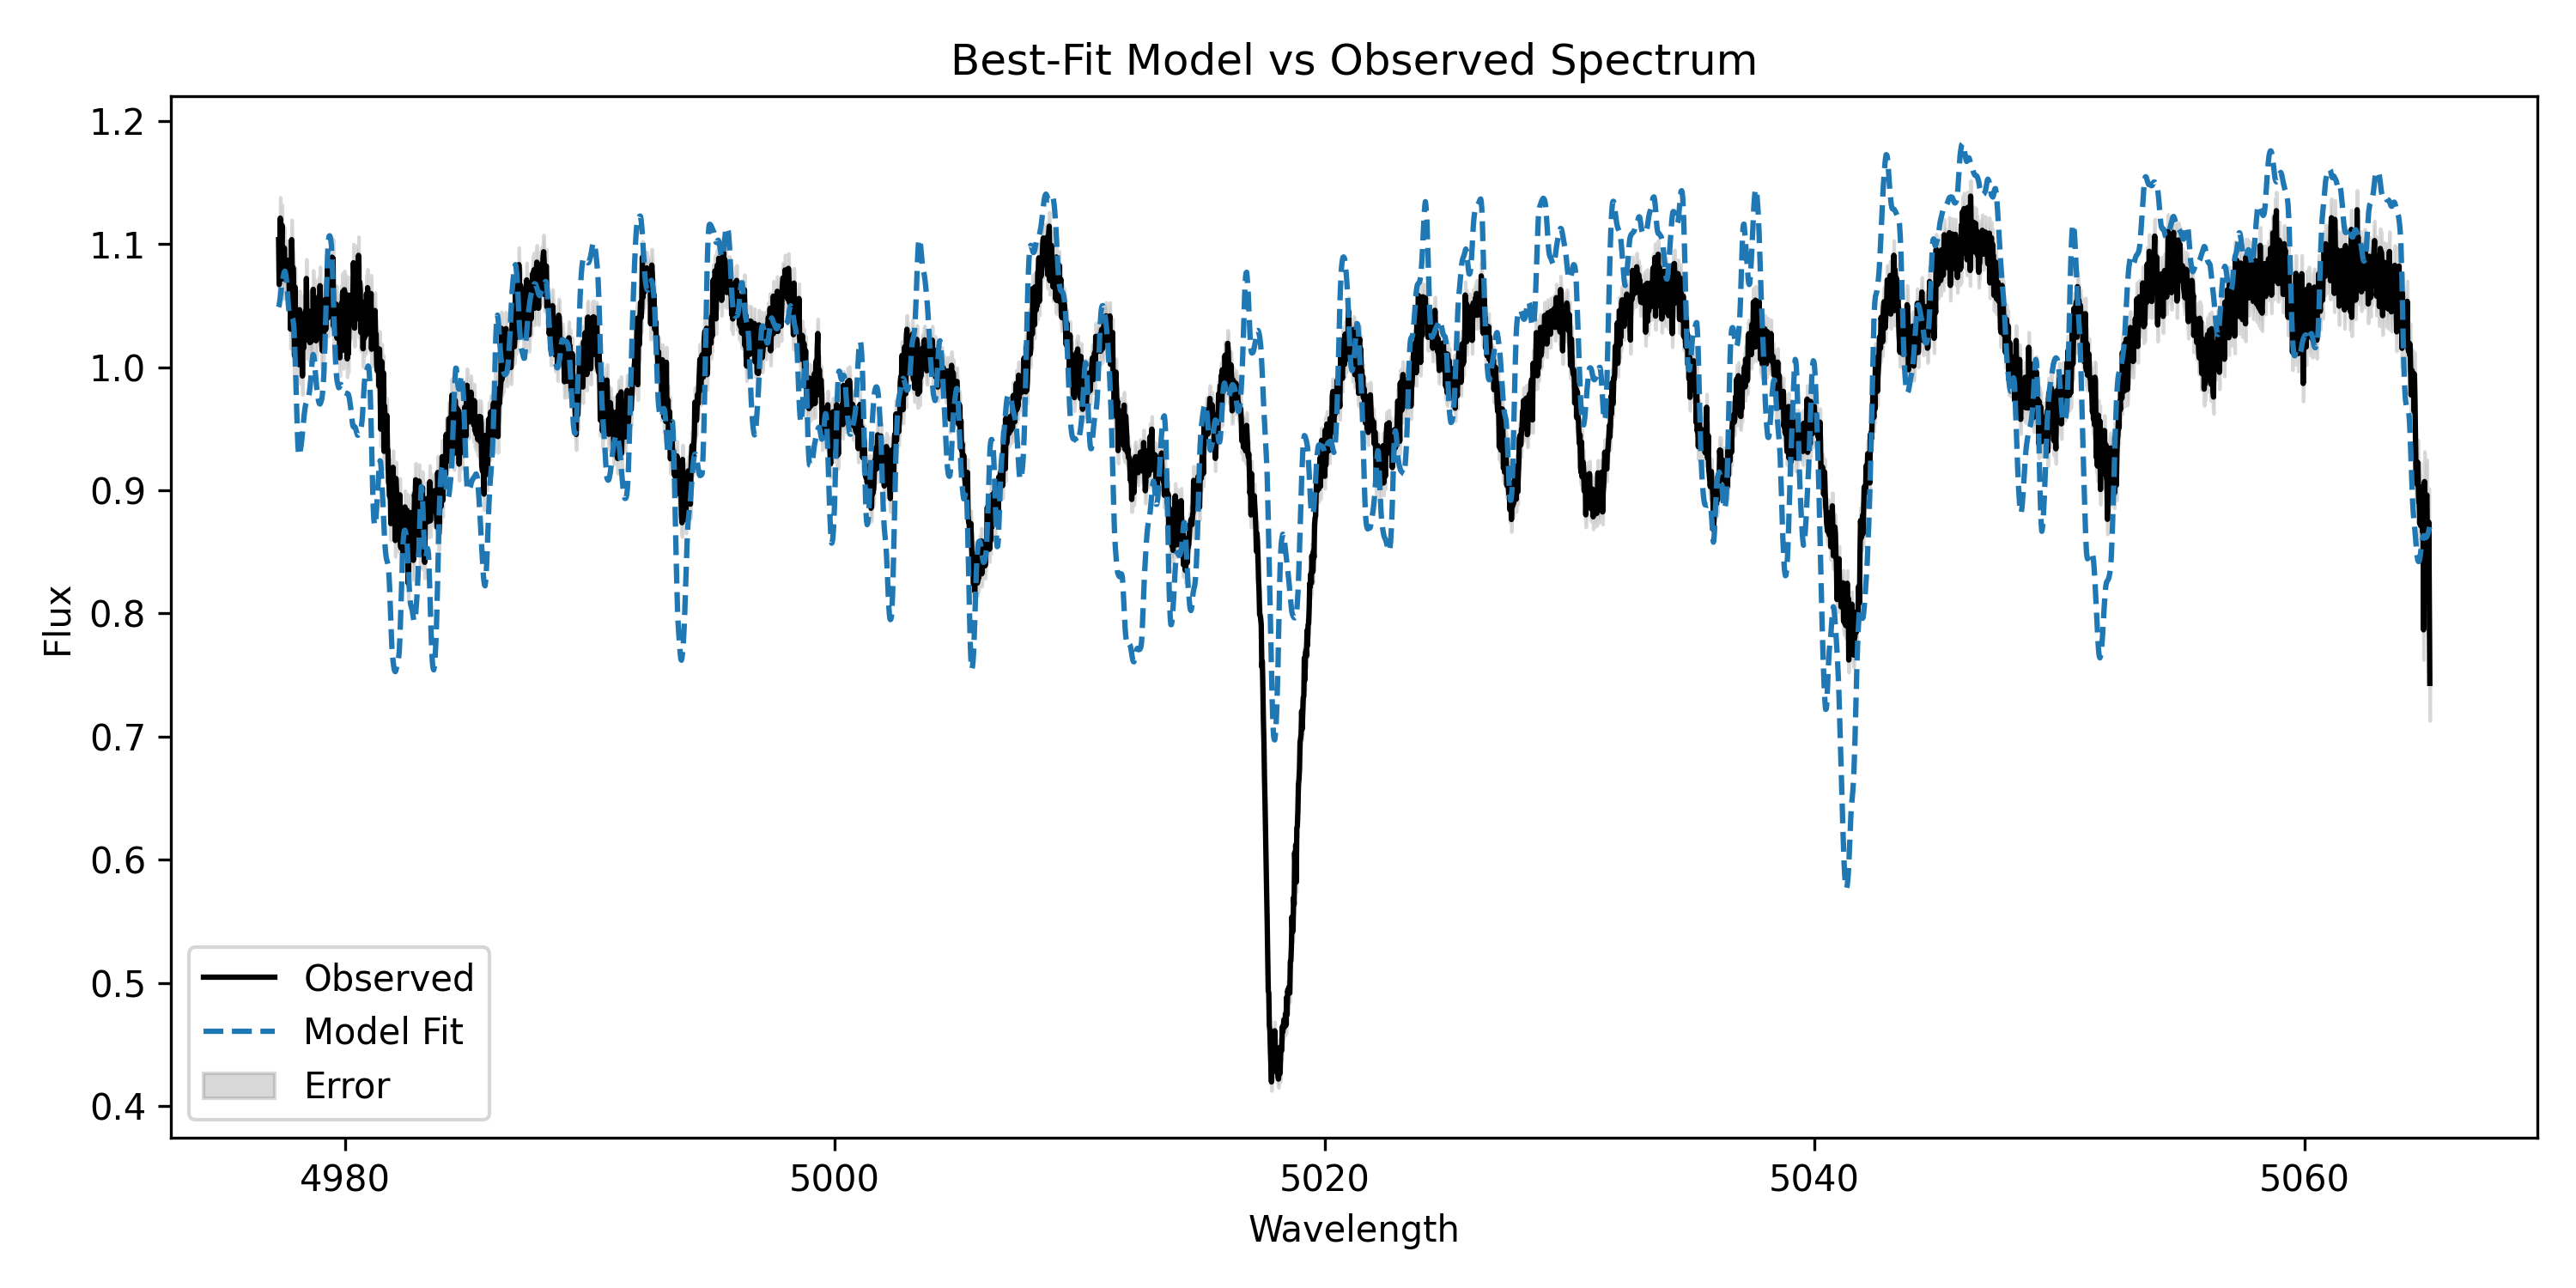 Best-Fit Model vs Observed Spectrum
1.2
1.1
1.0
0.9
0.8
0.7
0.6
0.5
0.4
Flux
Observed
Model Fit
Error
4980 5000 5020 5040 5060
Wavelength